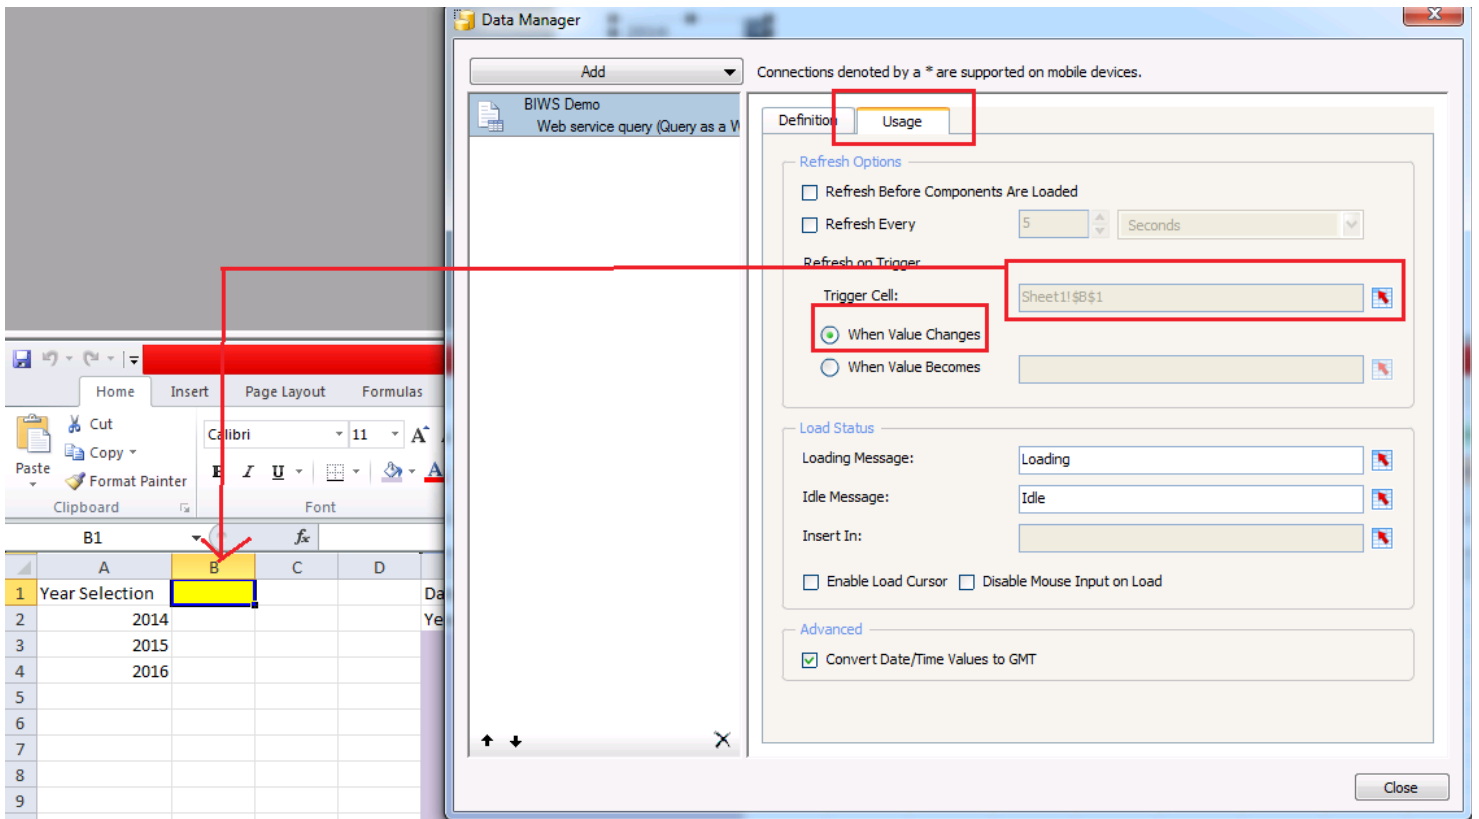 Data Manager
X
Add
Connections denoted by a * are supported on mobile devices.
BIWS Demo
Web service query (Query as a W
Definition
Usage
Refresh Options
Refresh Before Components Are Loaded
Refresh Every
5
Seconds
Refresh on Trigger
Trigger Cell:
Sheet1!$B$1
When Value Changes
When Value Becomes
Load Status
Loading Message:
Loading
Idle Message:
Idle
Insert In:
Enable Load Cursor
Disable Mouse Input on Load
Advanced
Convert Date/Time Values to GMT
Close
Home
Insert
Page Layout
Formulas
Cut
Copy
Paste
Format Painter
Clipboard
Calibri
11
A
B
I
U
A
Font
B1
fx
A B C D
1 Year Selection Da
2 2014 Ye
3 2015
4 2016
5
6
7
8
9